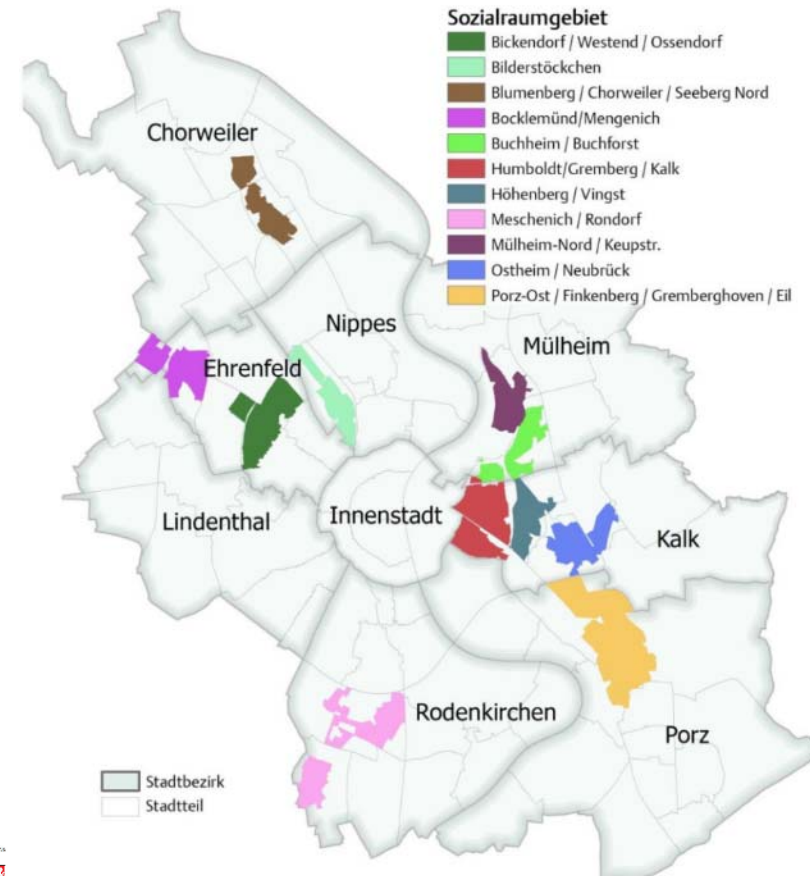 Sozialraumgebiet
Bickendorf / Westend / Ossendorf
Bilderstöckchen
Blumenberg / Chorweiler / Seeberg Nord
Bocklemünd/Mengenich
Buchheim / Buchforst
Humboldt/Gremberg / Kalk
Höhenberg / Vingst
Meschenich / Rondorf
Mülheim-Nord / Keupstr.
Ostheim / Neubrück
Porz-Ost / Finkenberg / Gremberghoven / Eil
Chorweiler
Nippes
Mülheim
Ehrenfeld
Lindenthal
Innenstadt
Kalk
Rodenkirchen
Porz
Stadtbezirk
Stadtteil